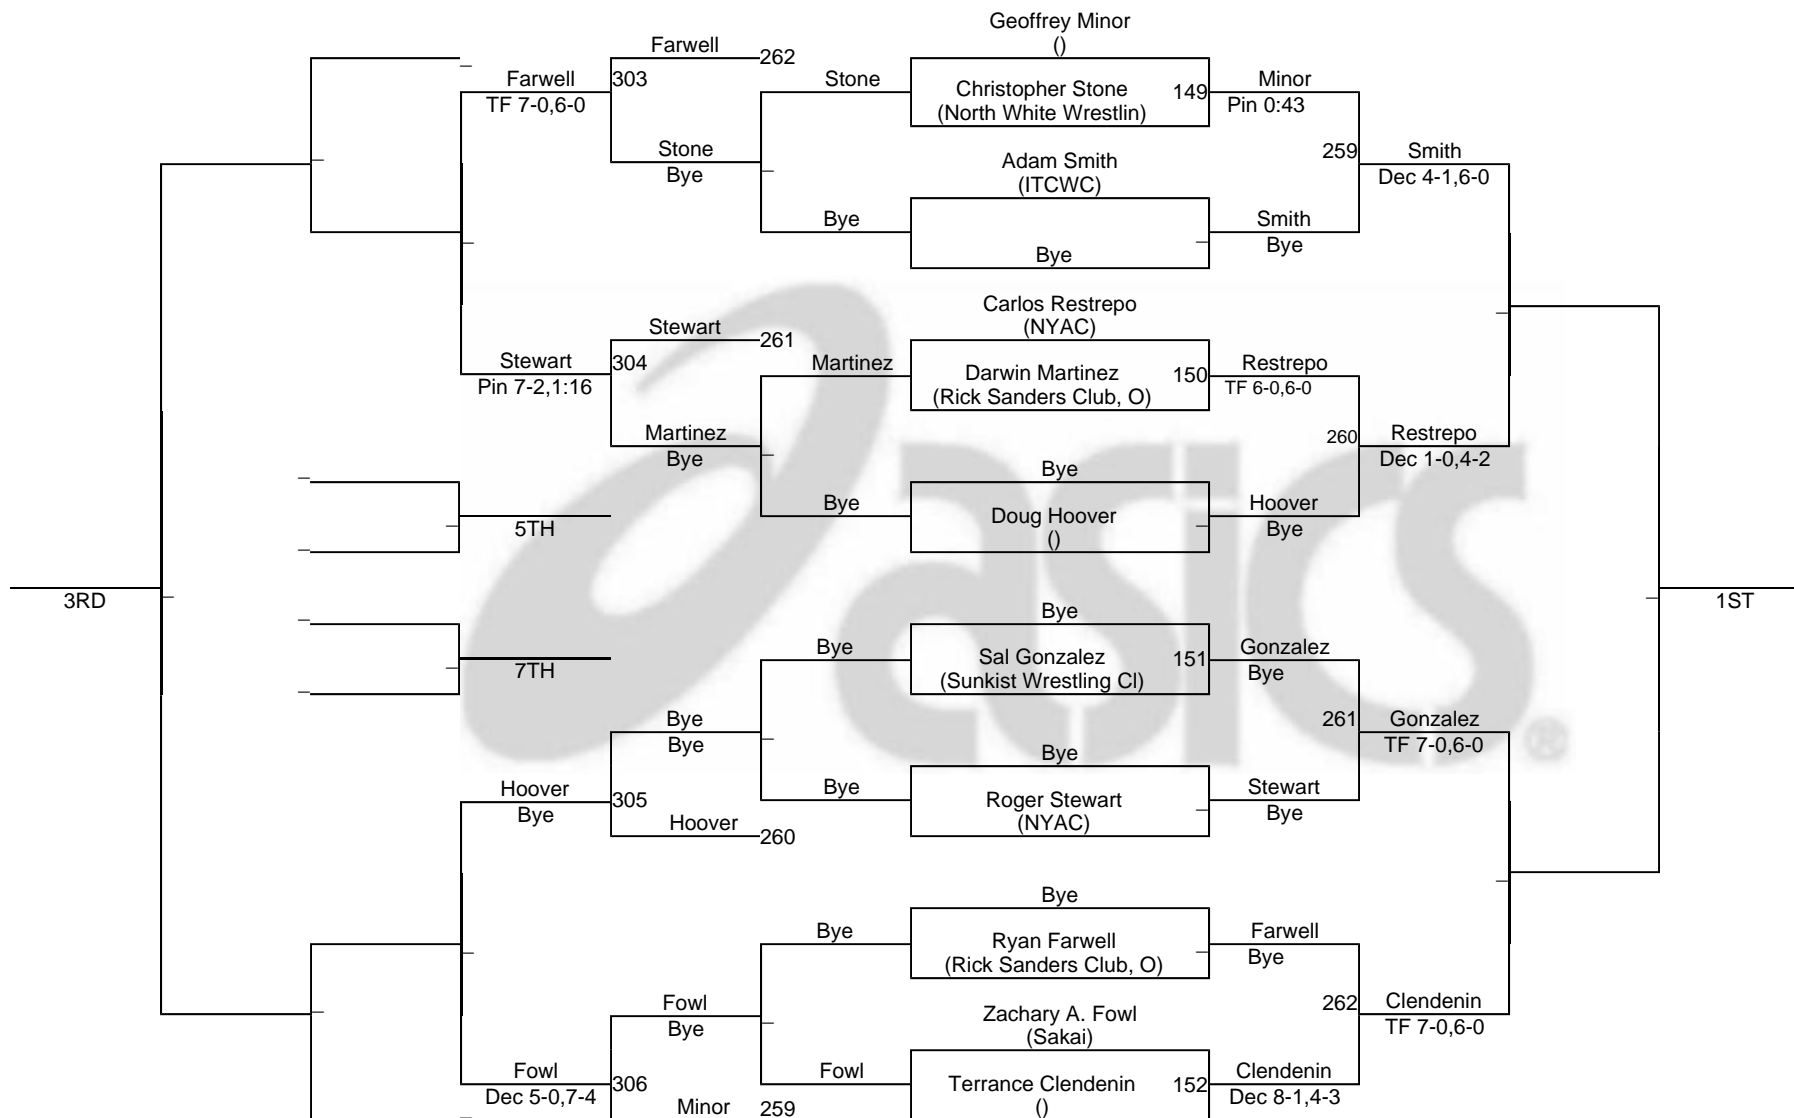 Geoffrey Minor
()
Farwell
262
Farwell
303
Stone
Christopher Stone
149
Minor
TF 7-0,6-0
(North White Wrestlin)
Pin 0:43
Stone
Bye
Adam Smith
(ITCWC)
259
Smith
Dec 4-1,6-0
Bye
Smith
Bye
Bye
Carlos Restrepo
(NYAC)
Stewart
261
Stewart
304
Martinez
Darwin Martinez
150
Restrepo
Pin 7-2,1:16
(Rick Sanders Club, O)
TF 6-0,6-0
Martinez
Bye
260
Restrepo
Dec 1-0,4-2
Bye
Bye
Doug Hoover
()
Hoover
Bye
5TH
3RD
1ST
Bye
7TH
Bye
Sal Gonzalez
151
Gonzalez
(Sunkist Wrestling Cl)
Bye
Bye
Bye
261
Gonzalez
TF 7-0,6-0
Bye
Hoover
305
Bye
Bye
Roger Stewart
(NYAC)
Stewart
Bye
Hoover
260
Bye
Bye
Ryan Farwell
(Rick Sanders Club, O)
Farwell
Bye
Fowl
Bye
Zachary A. Fowl
(Sakai)
262
Clendenin
TF 7-0,6-0
Fowl
306
Fowl
Terrance Clendenin
152
Clendenin
Dec 5-0,7-4
()
Dec 8-1,4-3
Minor
259
asics
®